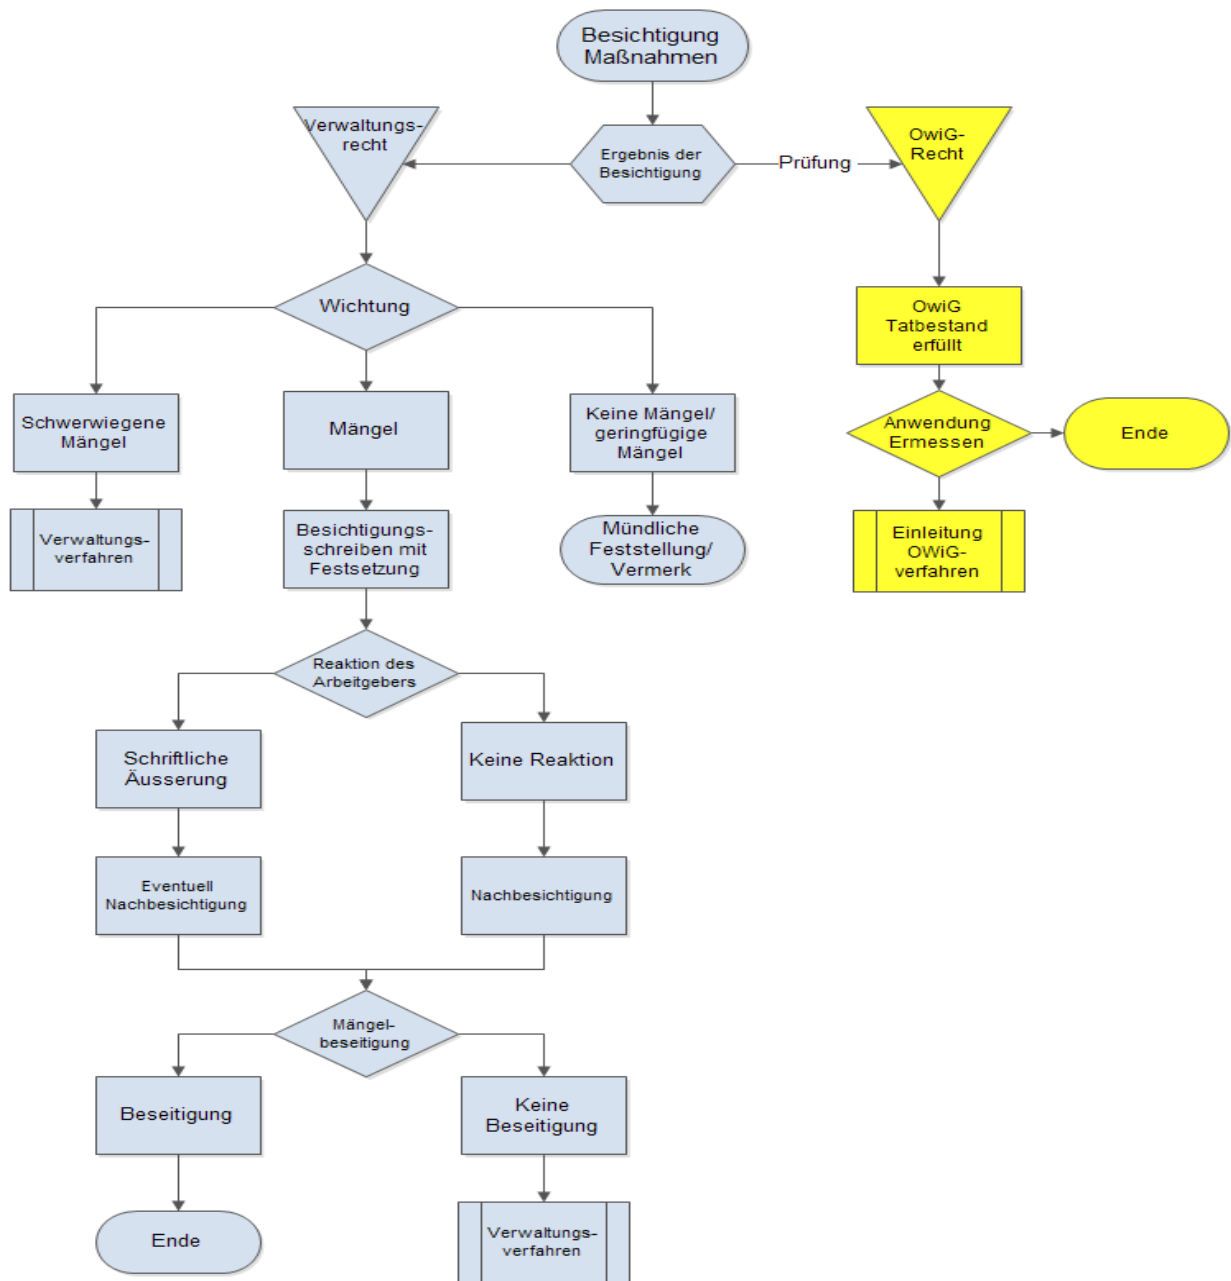 Besichtigung
Maßnahmen
Verwaltungs-
recht
Ergebnis der
Besichtigung
Prüfung
OwiG-
Recht
Wichtung
OwiG
Tatbestand
erfüllt
Schwerwiegene
Mängel
Mängel
Keine Mängel/
geringfügige
Mängel
Anwendung
Ermessen
Ende
Verwaltungs-
verfahren
Besichtigungs-
schreiben mit
Festsetzung
Mündliche
Feststellung/
Vermerk
Einleitung
OWiG-
verfahren
Reaktion des
Arbeitgebers
Schriftliche
Äusserung
Keine Reaktion
Eventuell
Nachbesichtigung
Nachbesichtigung
Mängel-
beseitigung
Beseitigung
Keine
Beseitigung
Ende
Verwaltungs-
verfahren